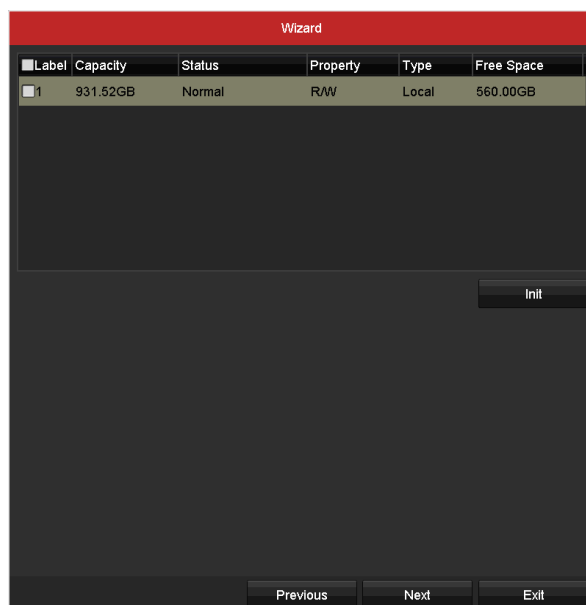 Wizard
Label Capacity Status Property Type Free Space
1 931.52GB Normal R/W Local 560.00GB
Init
Previous Next Exit